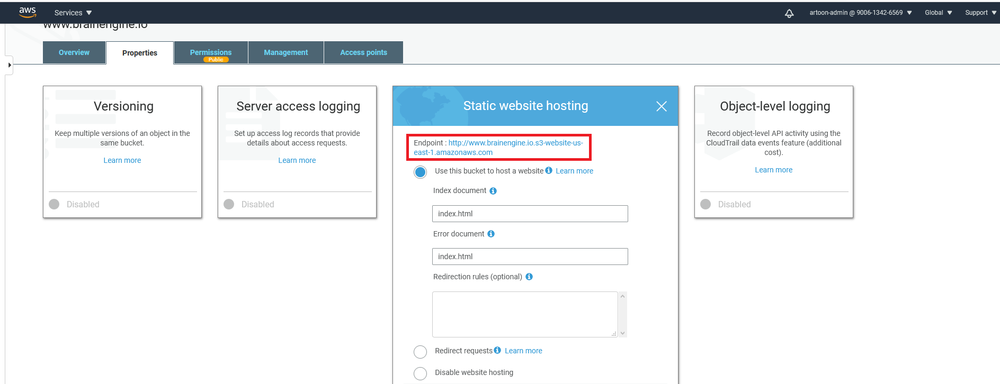 aws
Services
artoon-admin @ 9006-1342-6569
Global
Support
www.brainengine.io
Overview
Properties
Permissions
Public
Management
Access points
Versioning
Keep multiple versions of an object in the
same bucket.
Learn more
Disabled
Server access logging
Set up access log records that provide
details about access requests.
Learn more
Disabled
Static website hosting
Endpoint : http://www.brainengine.io.s3-website-us-
east-1.amazonaws.com
Use this bucket to host a website Learn more
Index document
index.html
Error document
index.html
Redirection rules (optional)
Redirect requests Learn more
Disable website hosting
Object-level logging
Record object-level API activity using the
CloudTrail data events feature (additional
cost).
Learn more
Disabled